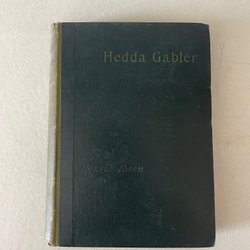 Hedda Gabler
Henrik Ibsen